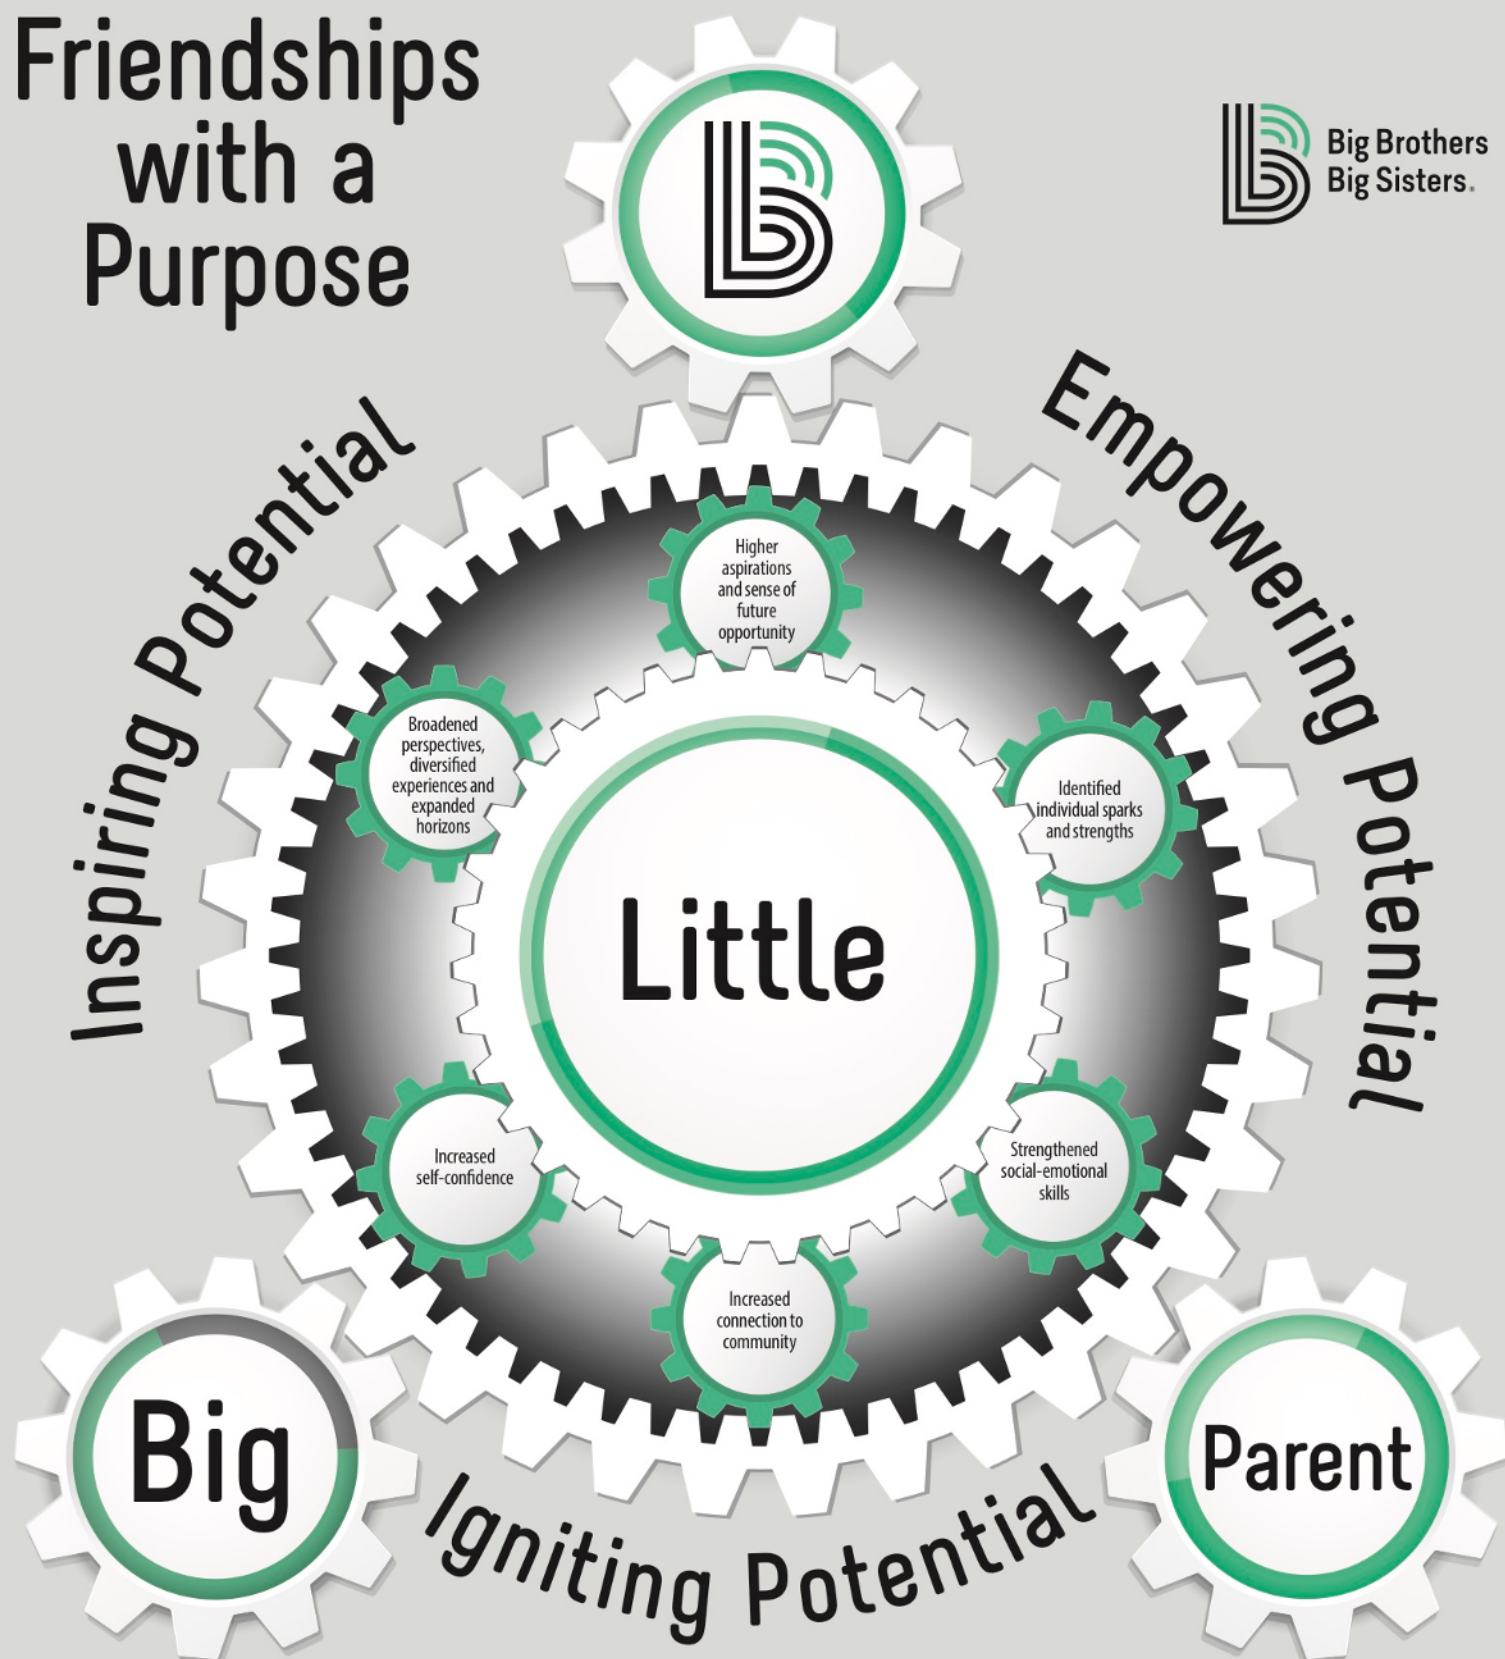 Friendships
with a
Purpose
Big Brothers
Big Sisters.
Inspiring Potential
Empowering Potential
Higher
aspirations
and sense of
future
opportunity
Broadened
perspectives,
diversified
experiences and
expanded
horizons
Identified
individual sparks
and strengths
Little
Increased
self-confidence
Strengthened
social-emotional
skills
Increased
connection to
community
Big
Parent
Igniting Potential